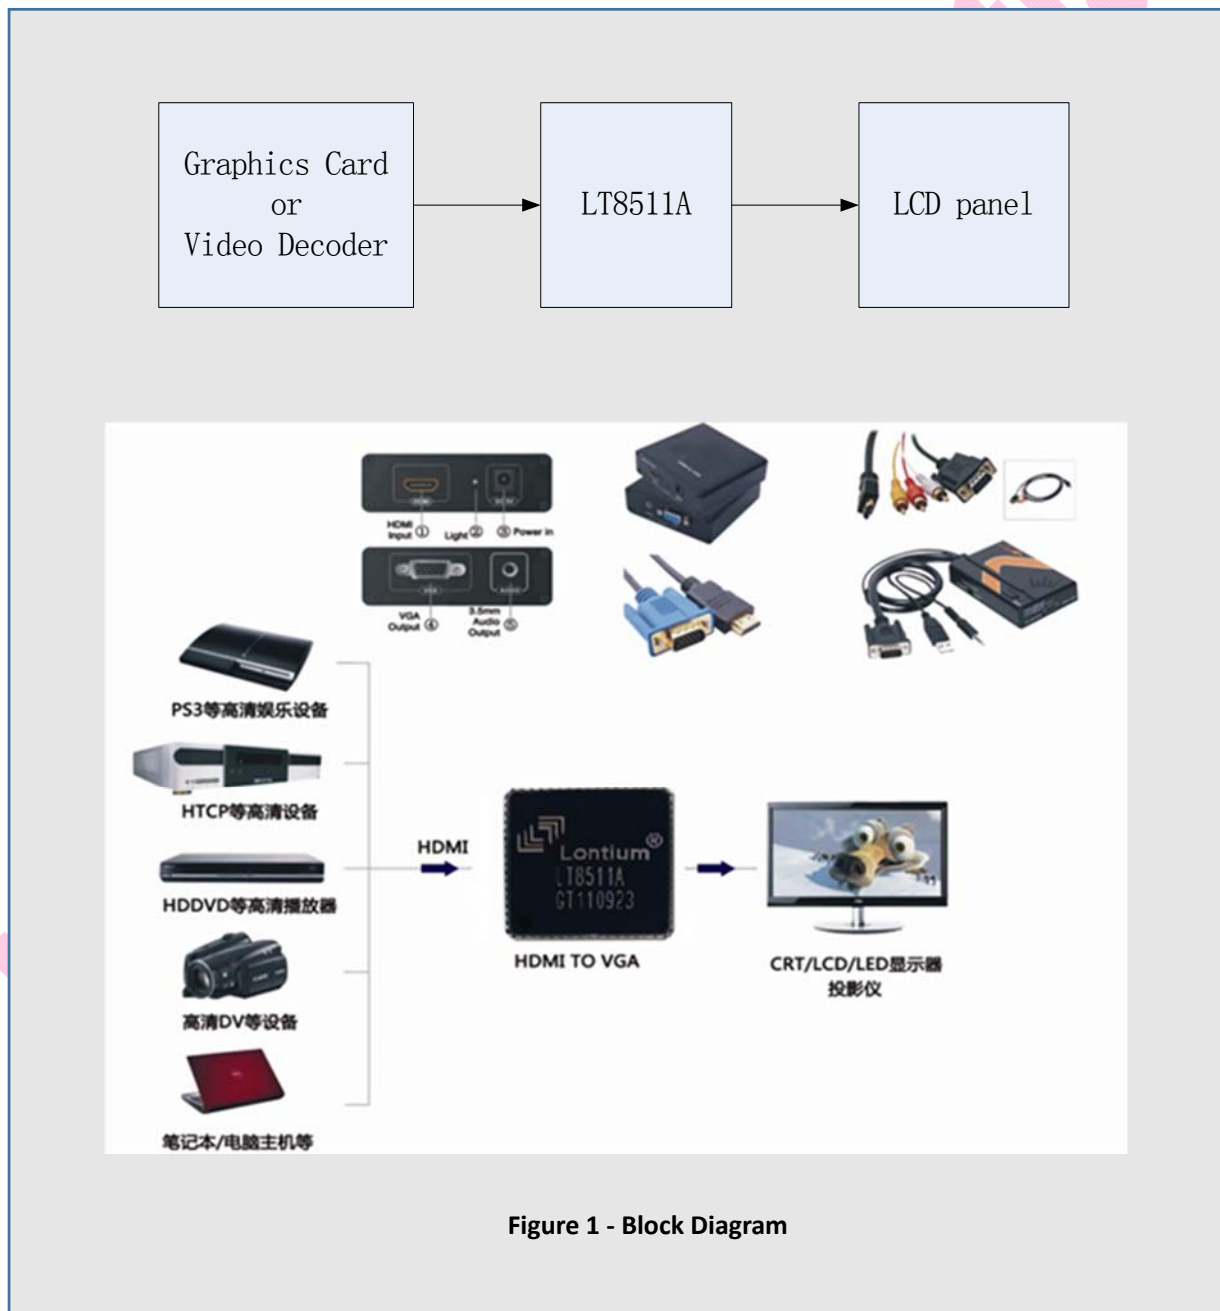 Graphics Card
or
Video Decoder
LT8511A
LCD panel
HDMI
Input ①
Light ②
③ Power in
VGA
Output ④
3.5mm
Audio
Output ⑤
PS3等高清娱乐设备
HTCP等高清设备
HDDVD等高清播放器
高清DV等设备
笔记本/电脑主机等
HDMI
Lontium®
LT8511A
GT110923
HDMI TO VGA
CRT/LCD/LED显示器
投影仪
Figure 1 - Block Diagram